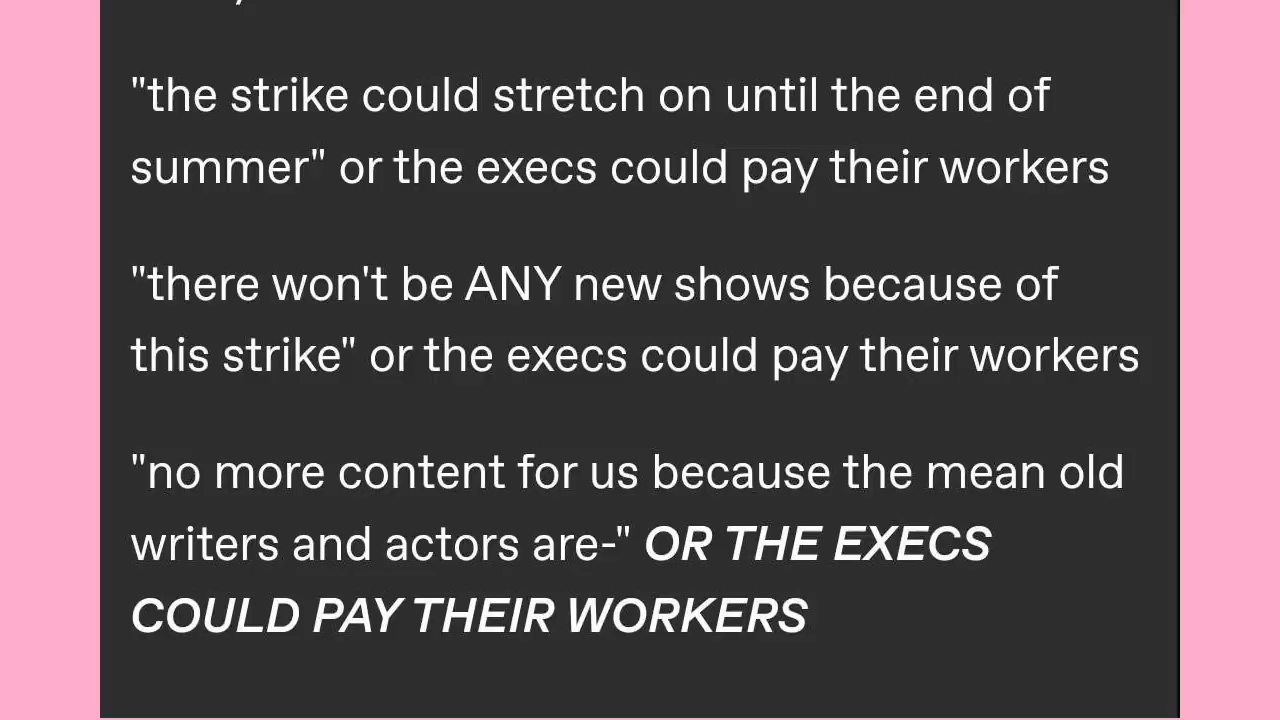 "the strike could stretch on until the end of
summer" or the execs could pay their workers
"there won't be ANY new shows because of
this strike" or the execs could pay their workers
"no more content for us because the mean old
writers and actors are-" OR THE EXECS
COULD PAY THEIR WORKERS